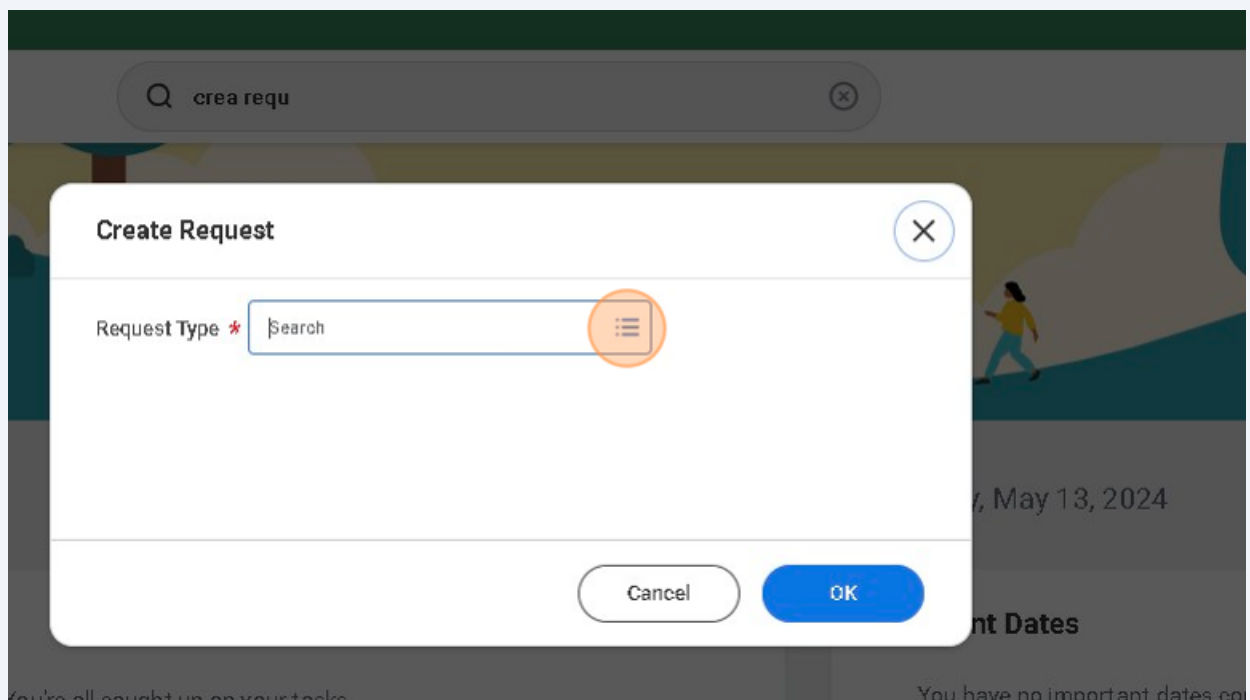 crea requ
Create Request
Request Type *
Search
y, May 13, 2024
Cancel
OK
nt Dates
You're all caught up on your tasks
You have no important dates cou